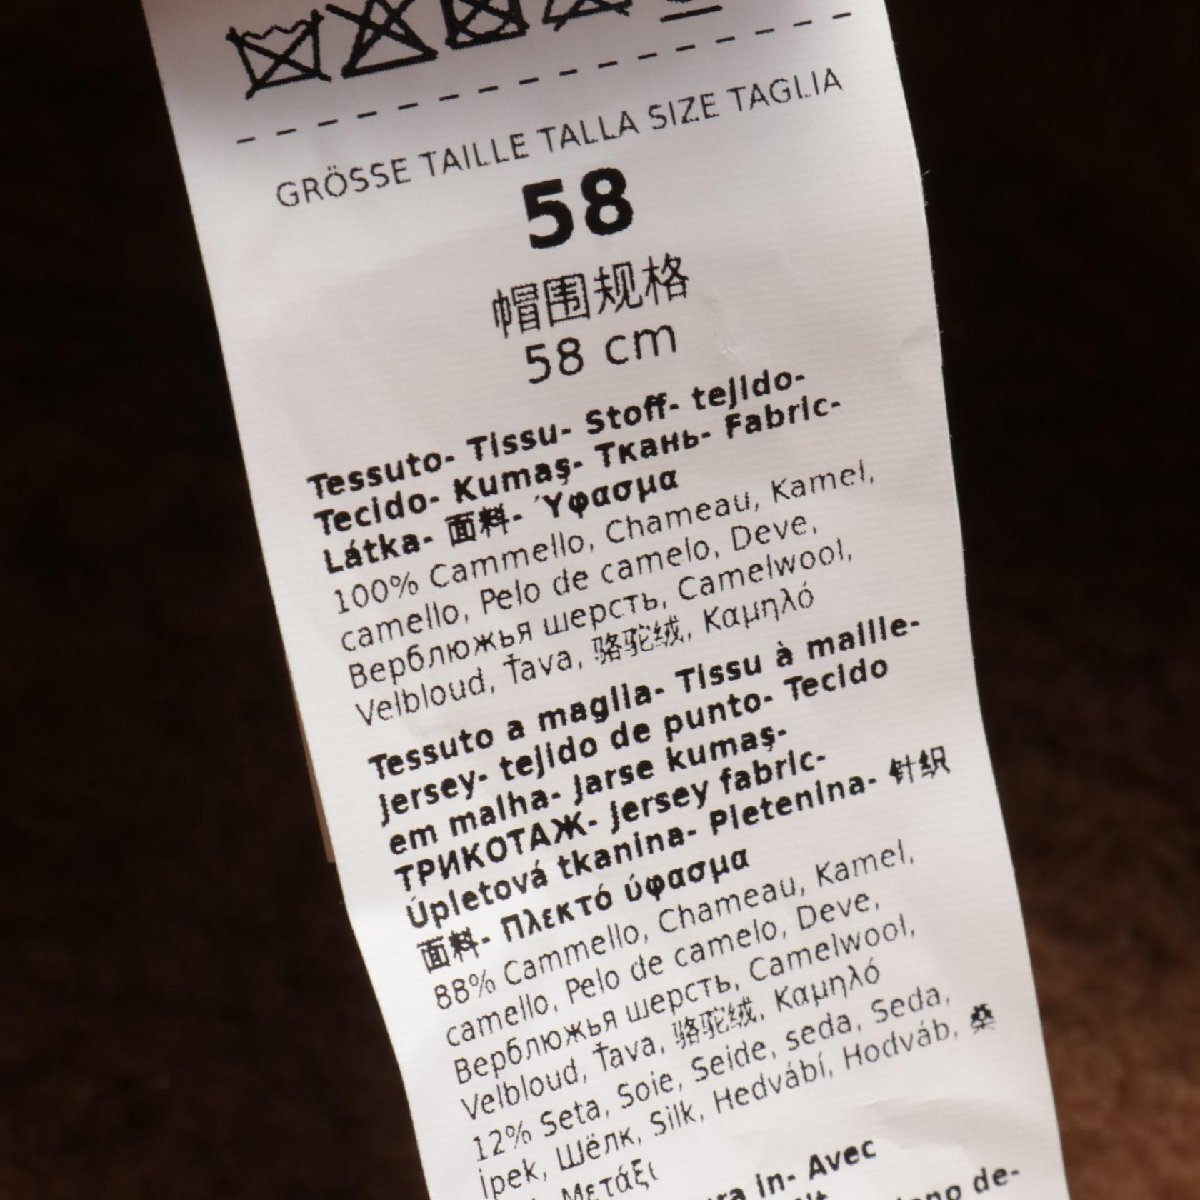 GRÖSSE TAILLE TALLA SIZE TAGLIA
58
帽围规格
58 cm
Tessuto- Tissu- Stoff- tejido-
Tecido- Kumaş- Ткань- Fabric-
Látka- 面料- Ύφασμα
100% Cammello, Chameau, Kamel,
camello, Pelo de camelo, Deve,
Верблюжья шерсть, Camelwool,
Velbloud, Ťava, 骆驼绒, Καμηλό
Tessuto a maglia- Tissu à maille-
Jersey- tejido de punto- Tecido
em malha- Jarse kumaş-
ТРИКОТАЖ- Jersey fabric-
Úpletová tkanina- Pletenina- 针织
面料- Πλεκτό ύφασμα
88% Cammello, Chameau, Kamel,
camello, Pelo de camelo, Deve,
Верблюжья шерсть, Camelwool,
Velbloud, Ťava, 骆驼绒, Καμηλό
12% Seta, Soie, Seide, seda, Seda,
İpek, Шёлк, Silk, Hedvábí, Hodváb, 桑
Μετάξι
In- Avec
de-